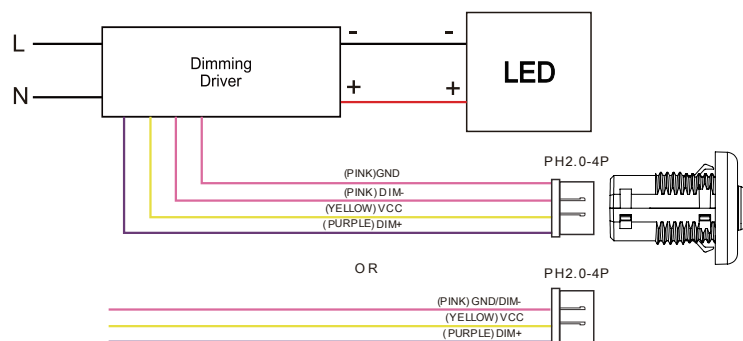 L
N
Dimming
Driver
-
-
+
+
LED
PH2.0-4P
(PINK)GND
(PINK) DIM-
(YELLOW) VCC
(PURPLE) DIM+
OR
PH2.0-4P
(PINK) GND/DIM-
(YELLOW) VCC
(PURPLE) DIM+